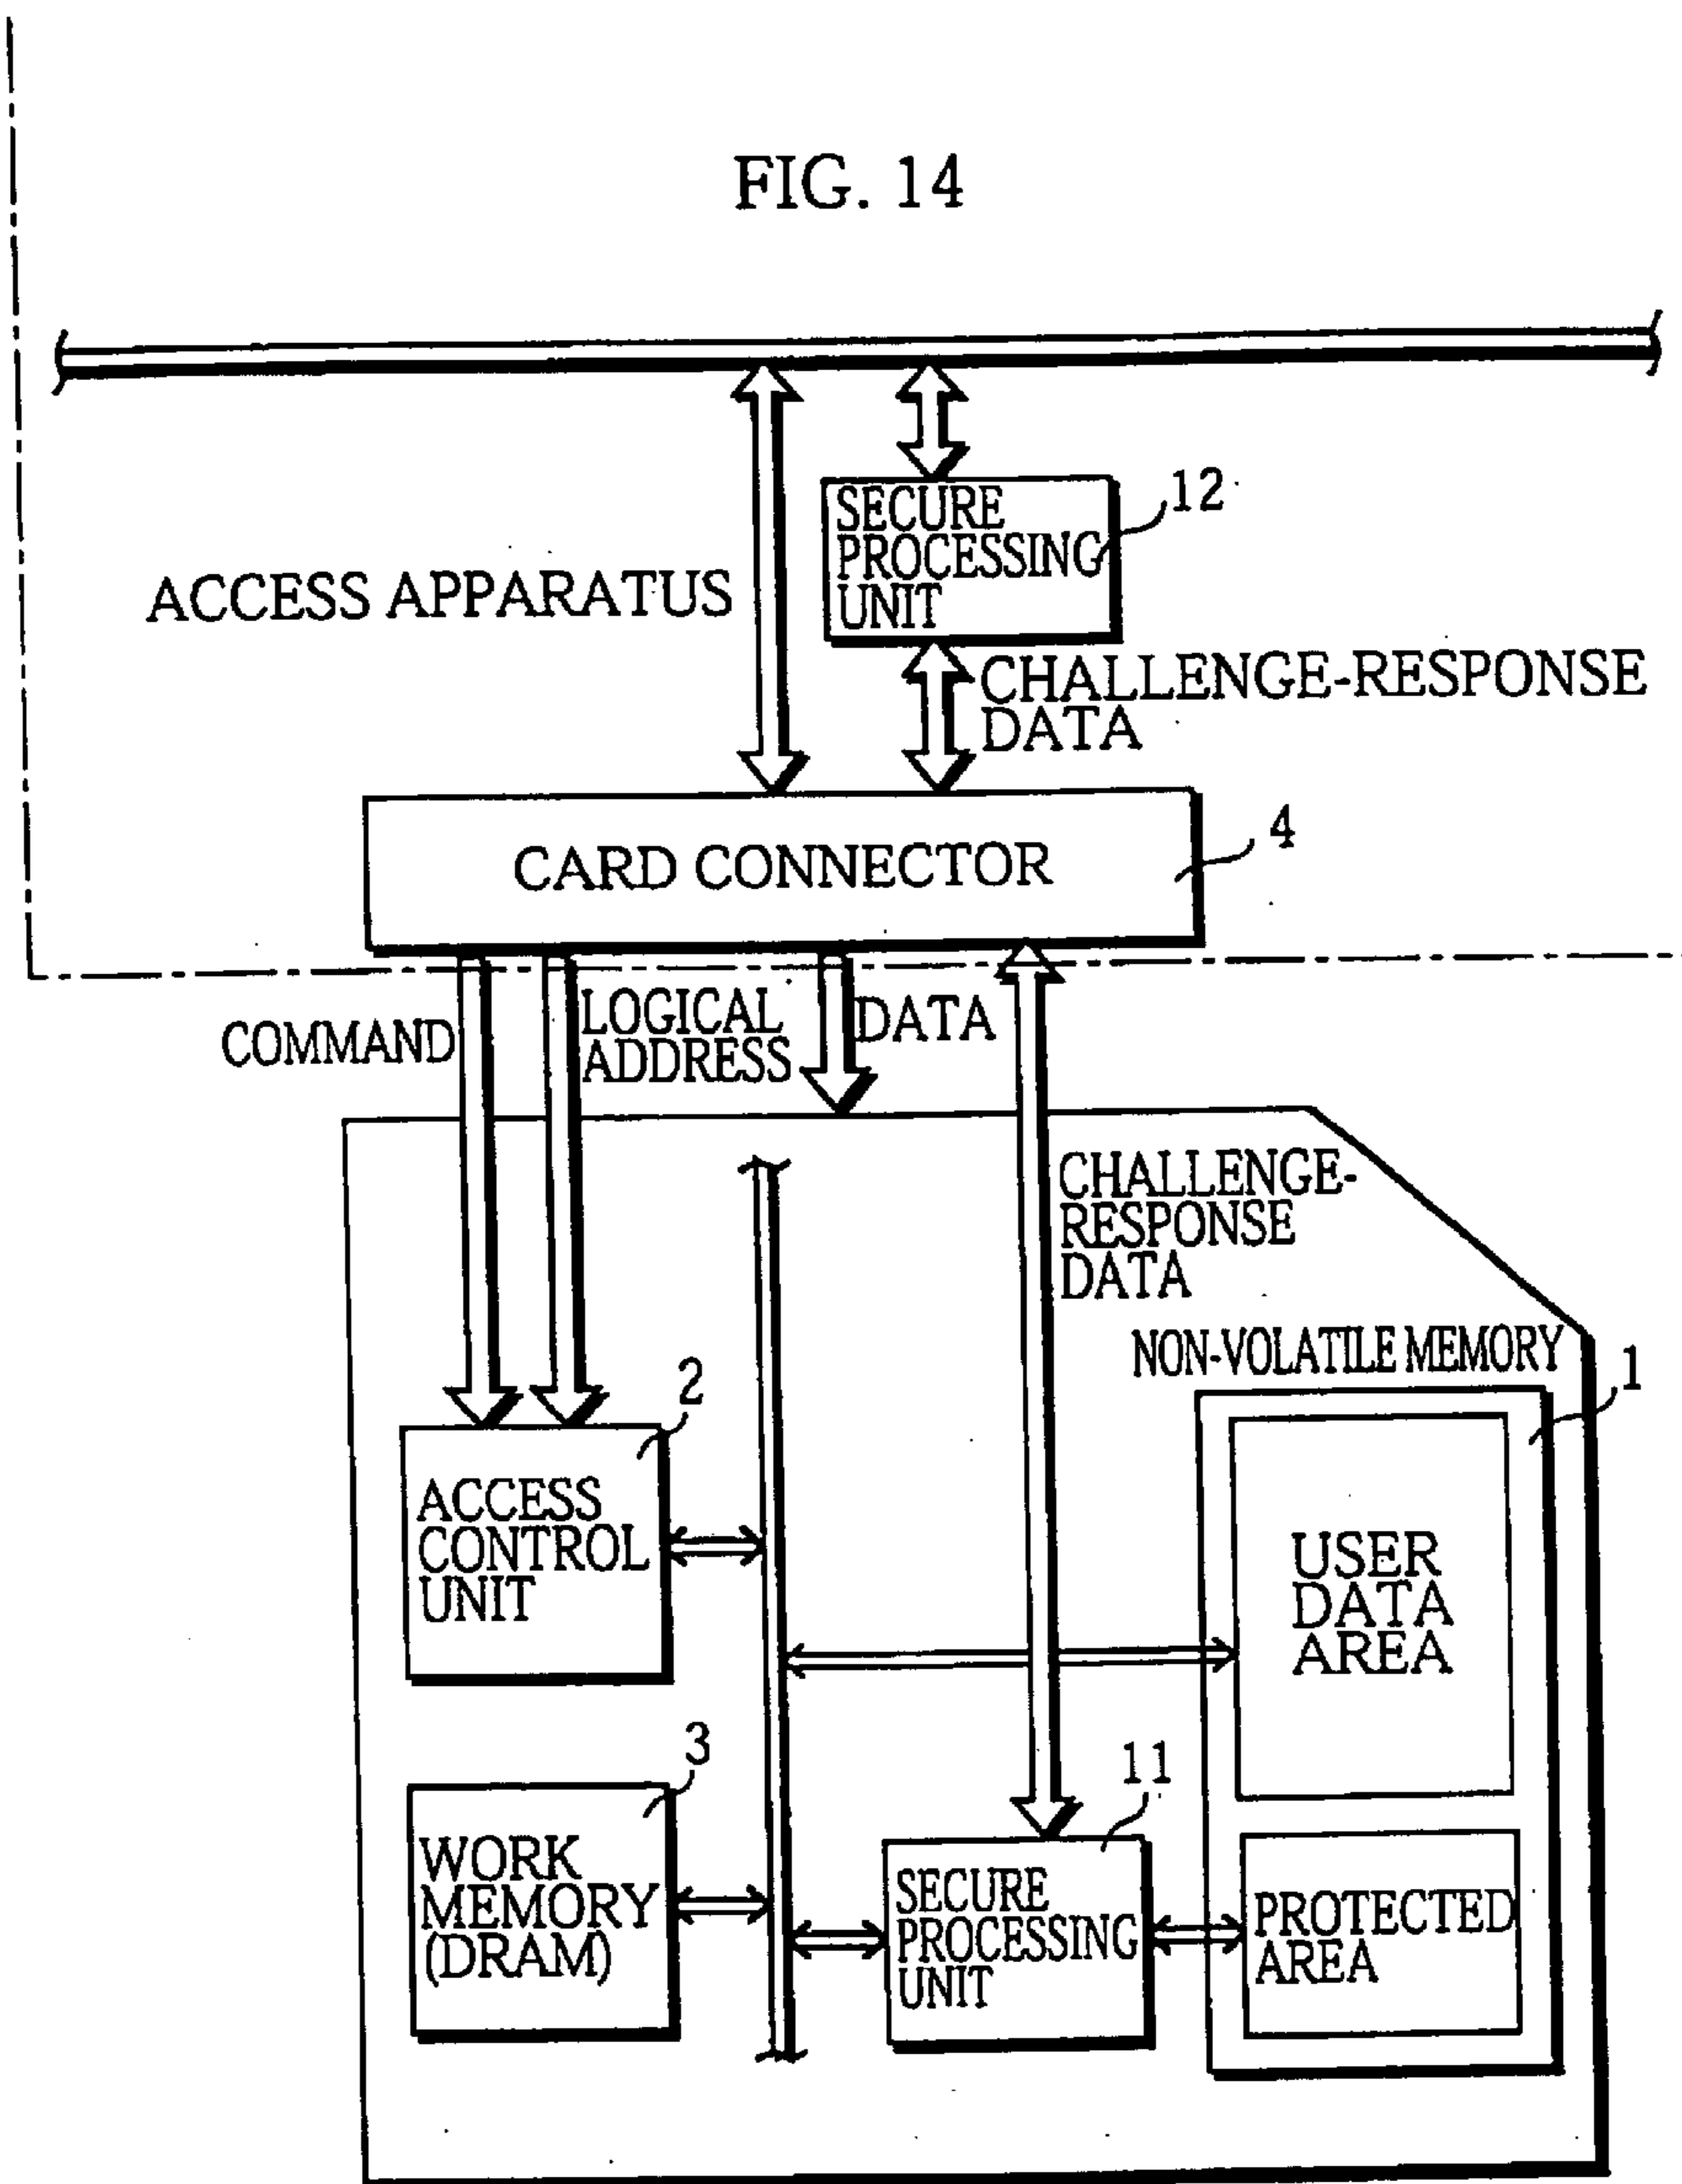 FIG. 14
SECURE
PROCESSING
UNIT
12
ACCESS APPARATUS
CHALLENGE-RESPONSE
DATA
CARD CONNECTOR
4
COMMAND
LOGICAL
ADDRESS
DATA
CHALLENGE-
RESPONSE
DATA
NON-VOLATILE MEMORY
1
2
ACCESS
CONTROL
UNIT
USER
DATA
AREA
3
WORK
MEMORY
(DRAM)
11
SECURE
PROCESSING
UNIT
PROTECTED
AREA